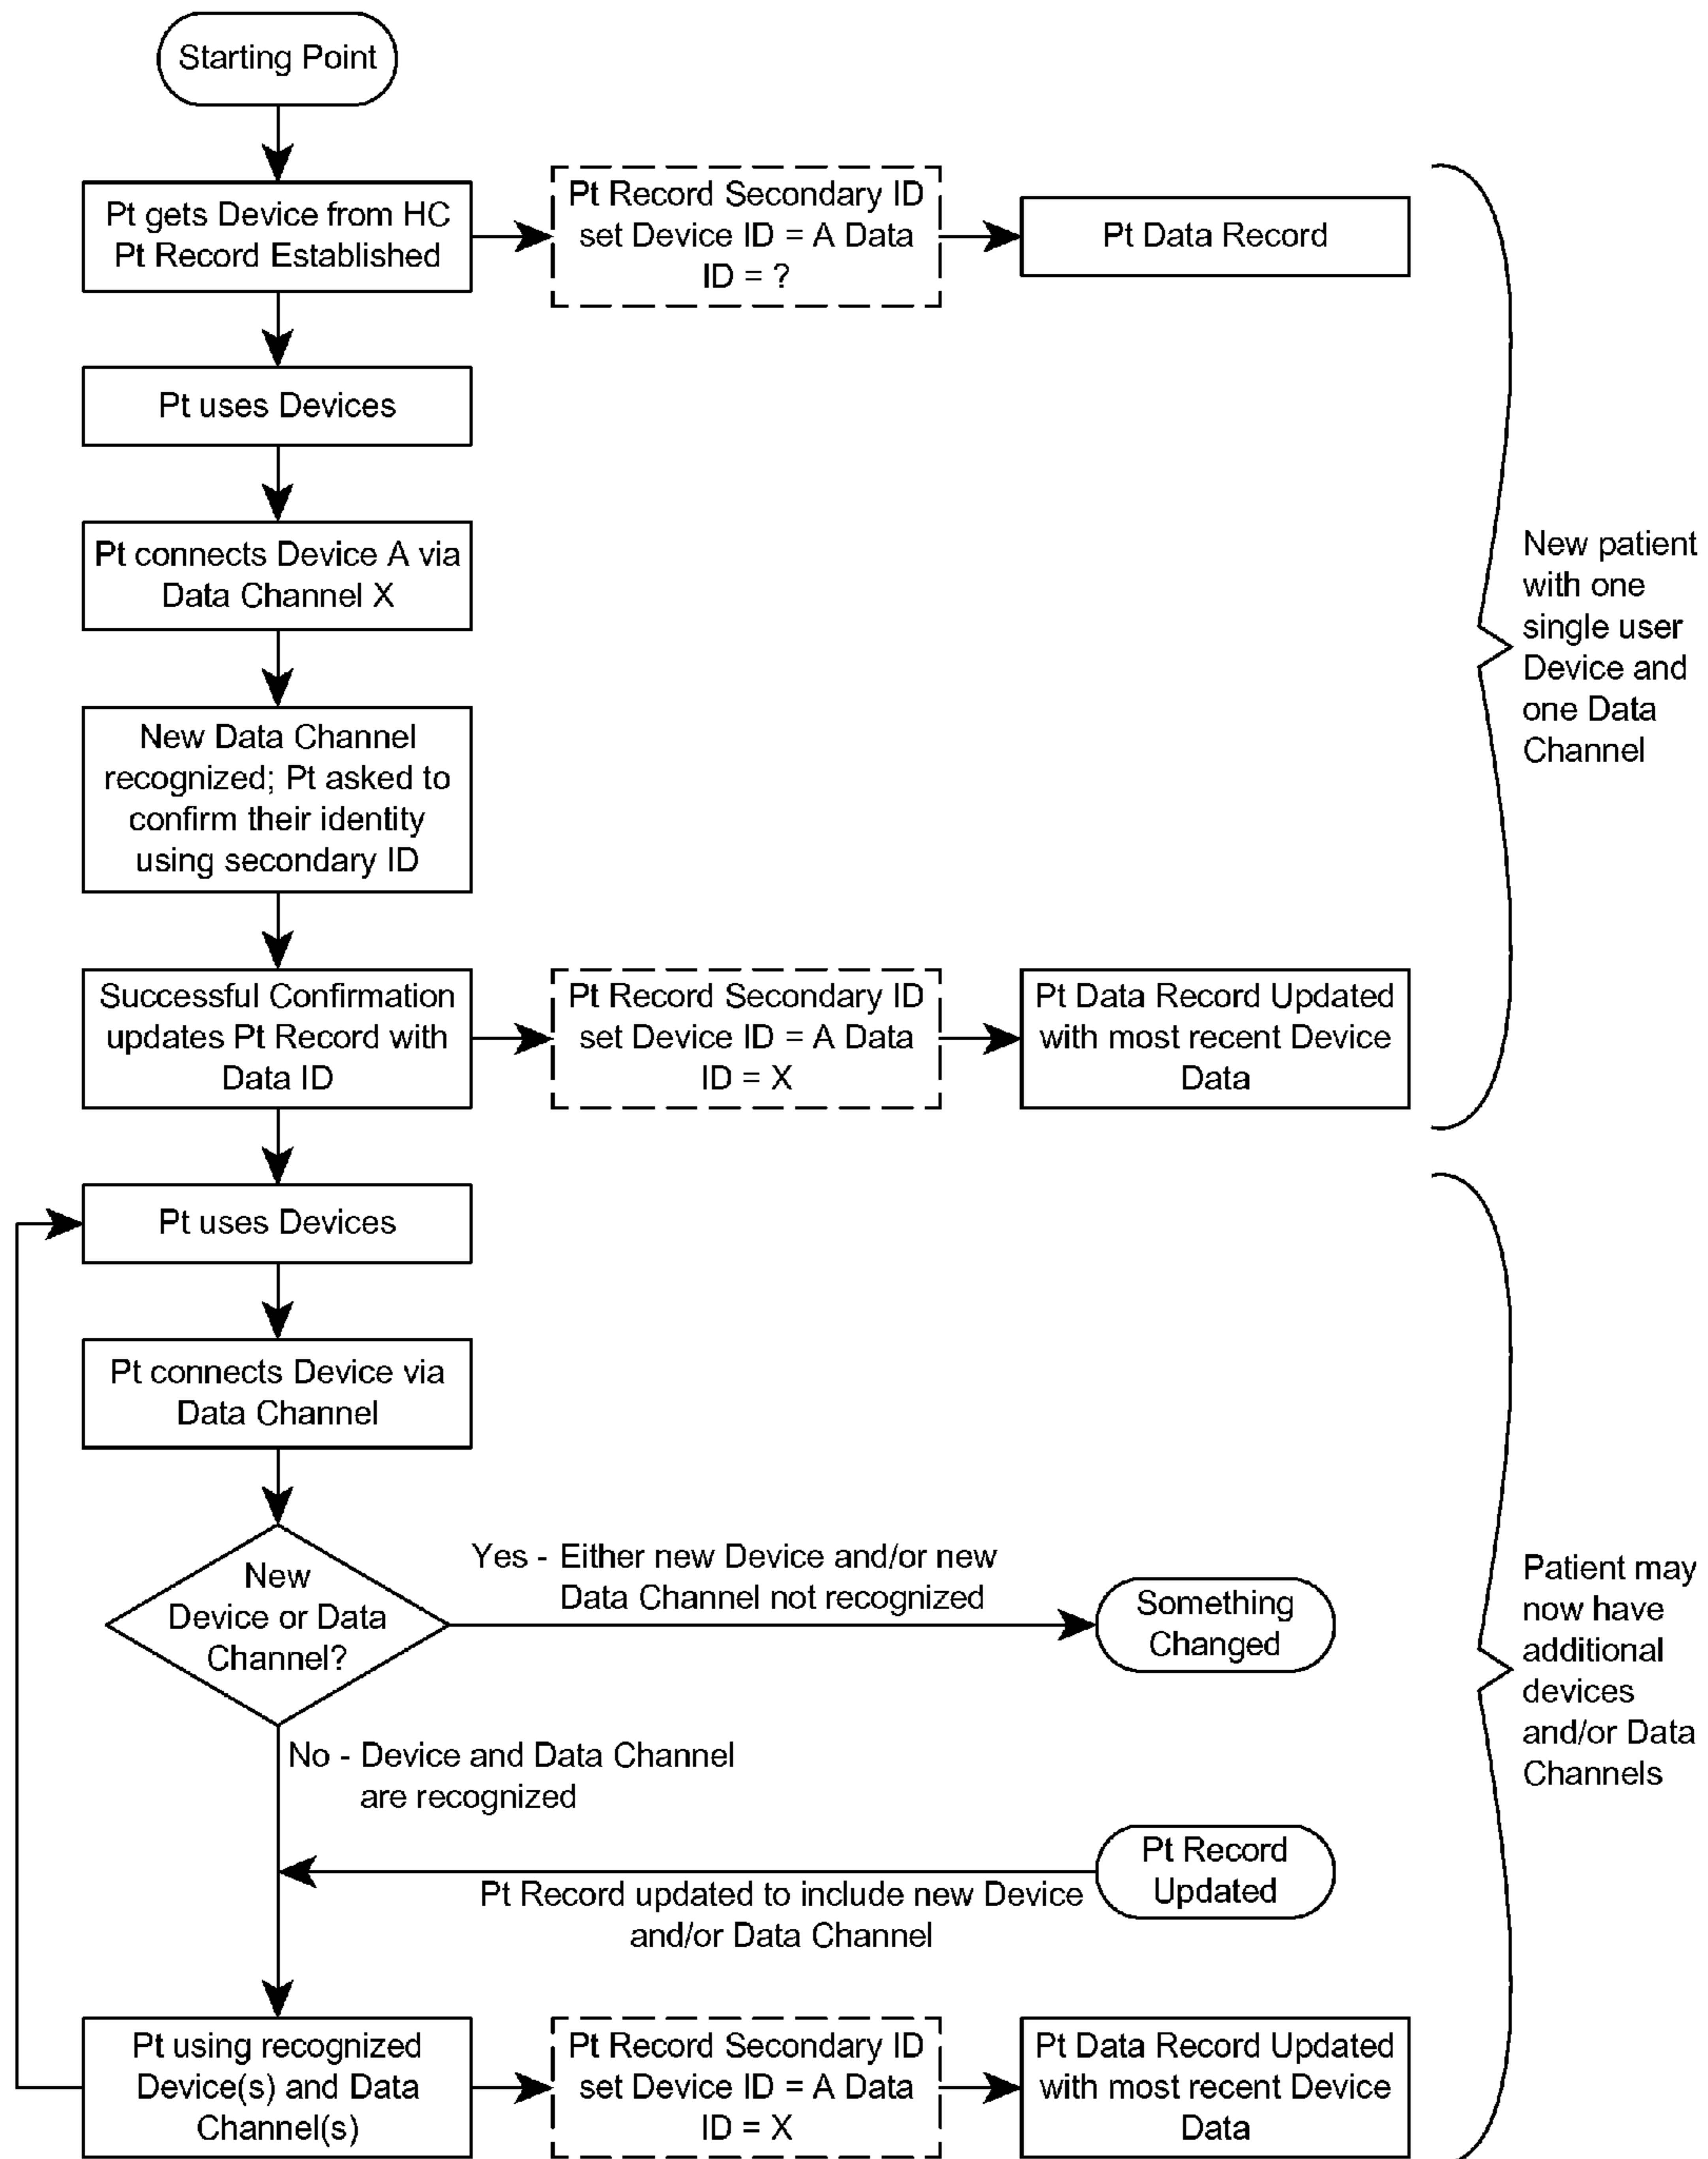 Starting Point
Pt gets Device from HC
Pt Record Established
Pt Record Secondary ID
set Device ID = A Data
ID = ?
Pt Data Record
Pt uses Devices
Pt connects Device A via
Data Channel X
New patient
with one
single user
Device and
one Data
Channel
New Data Channel
recognized; Pt asked to
confirm their identity
using secondary ID
Successful Confirmation
updates Pt Record with
Data ID
Pt Record Secondary ID
set Device ID = A Data
ID = X
Pt Data Record Updated
with most recent Device
Data
Pt uses Devices
Pt connects Device via
Data Channel
New
Device or Data
Channel?
Yes - Either new Device and/or new
Data Channel not recognized
Something
Changed
Patient may
now have
additional
devices
and/or Data
Channels
No - Device and Data Channel
are recognized
Pt Record
Updated
Pt Record updated to include new Device
and/or Data Channel
Pt using recognized
Device(s) and Data
Channel(s)
Pt Record Secondary ID
set Device ID = A Data
ID = X
Pt Data Record Updated
with most recent Device
Data